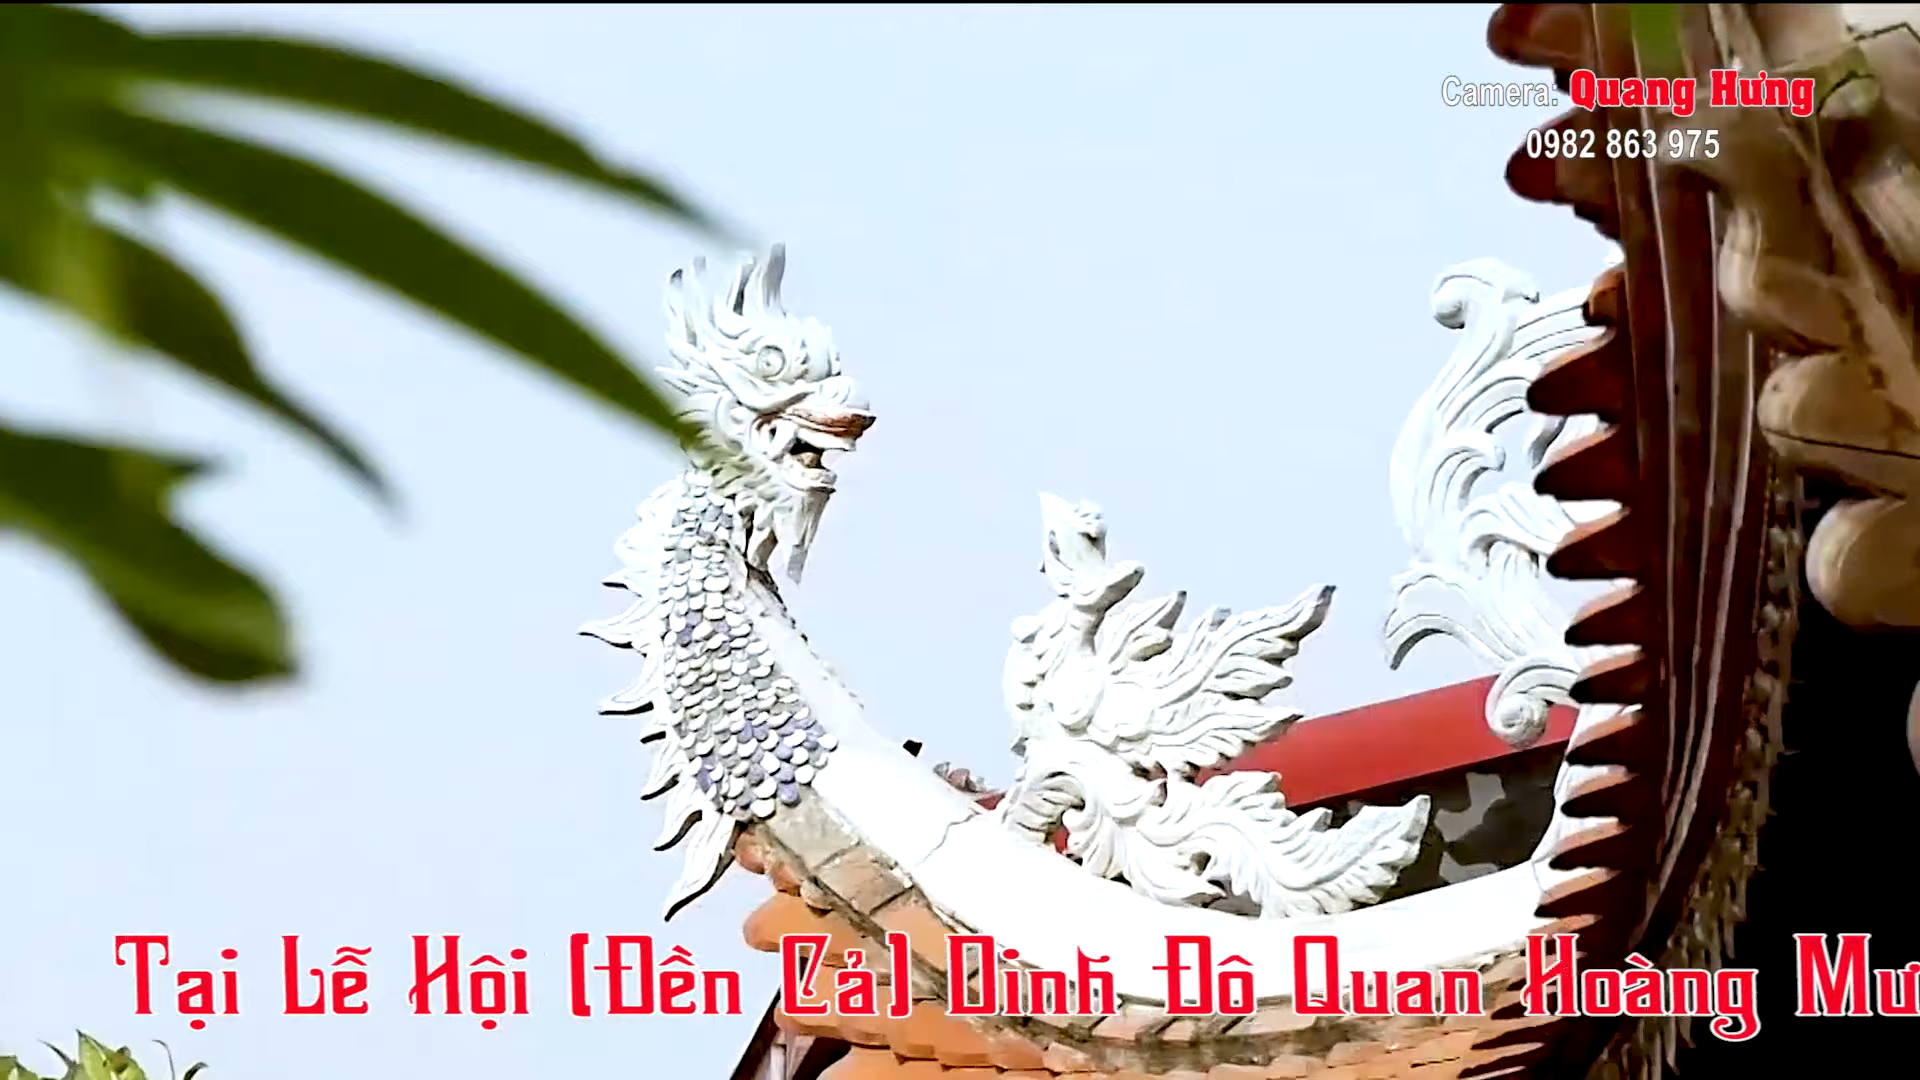 Camera: Quang Hưng
0982 863 975
Tại Lễ Hội (Đền Cả) Dinh Đô Quan Hoàng